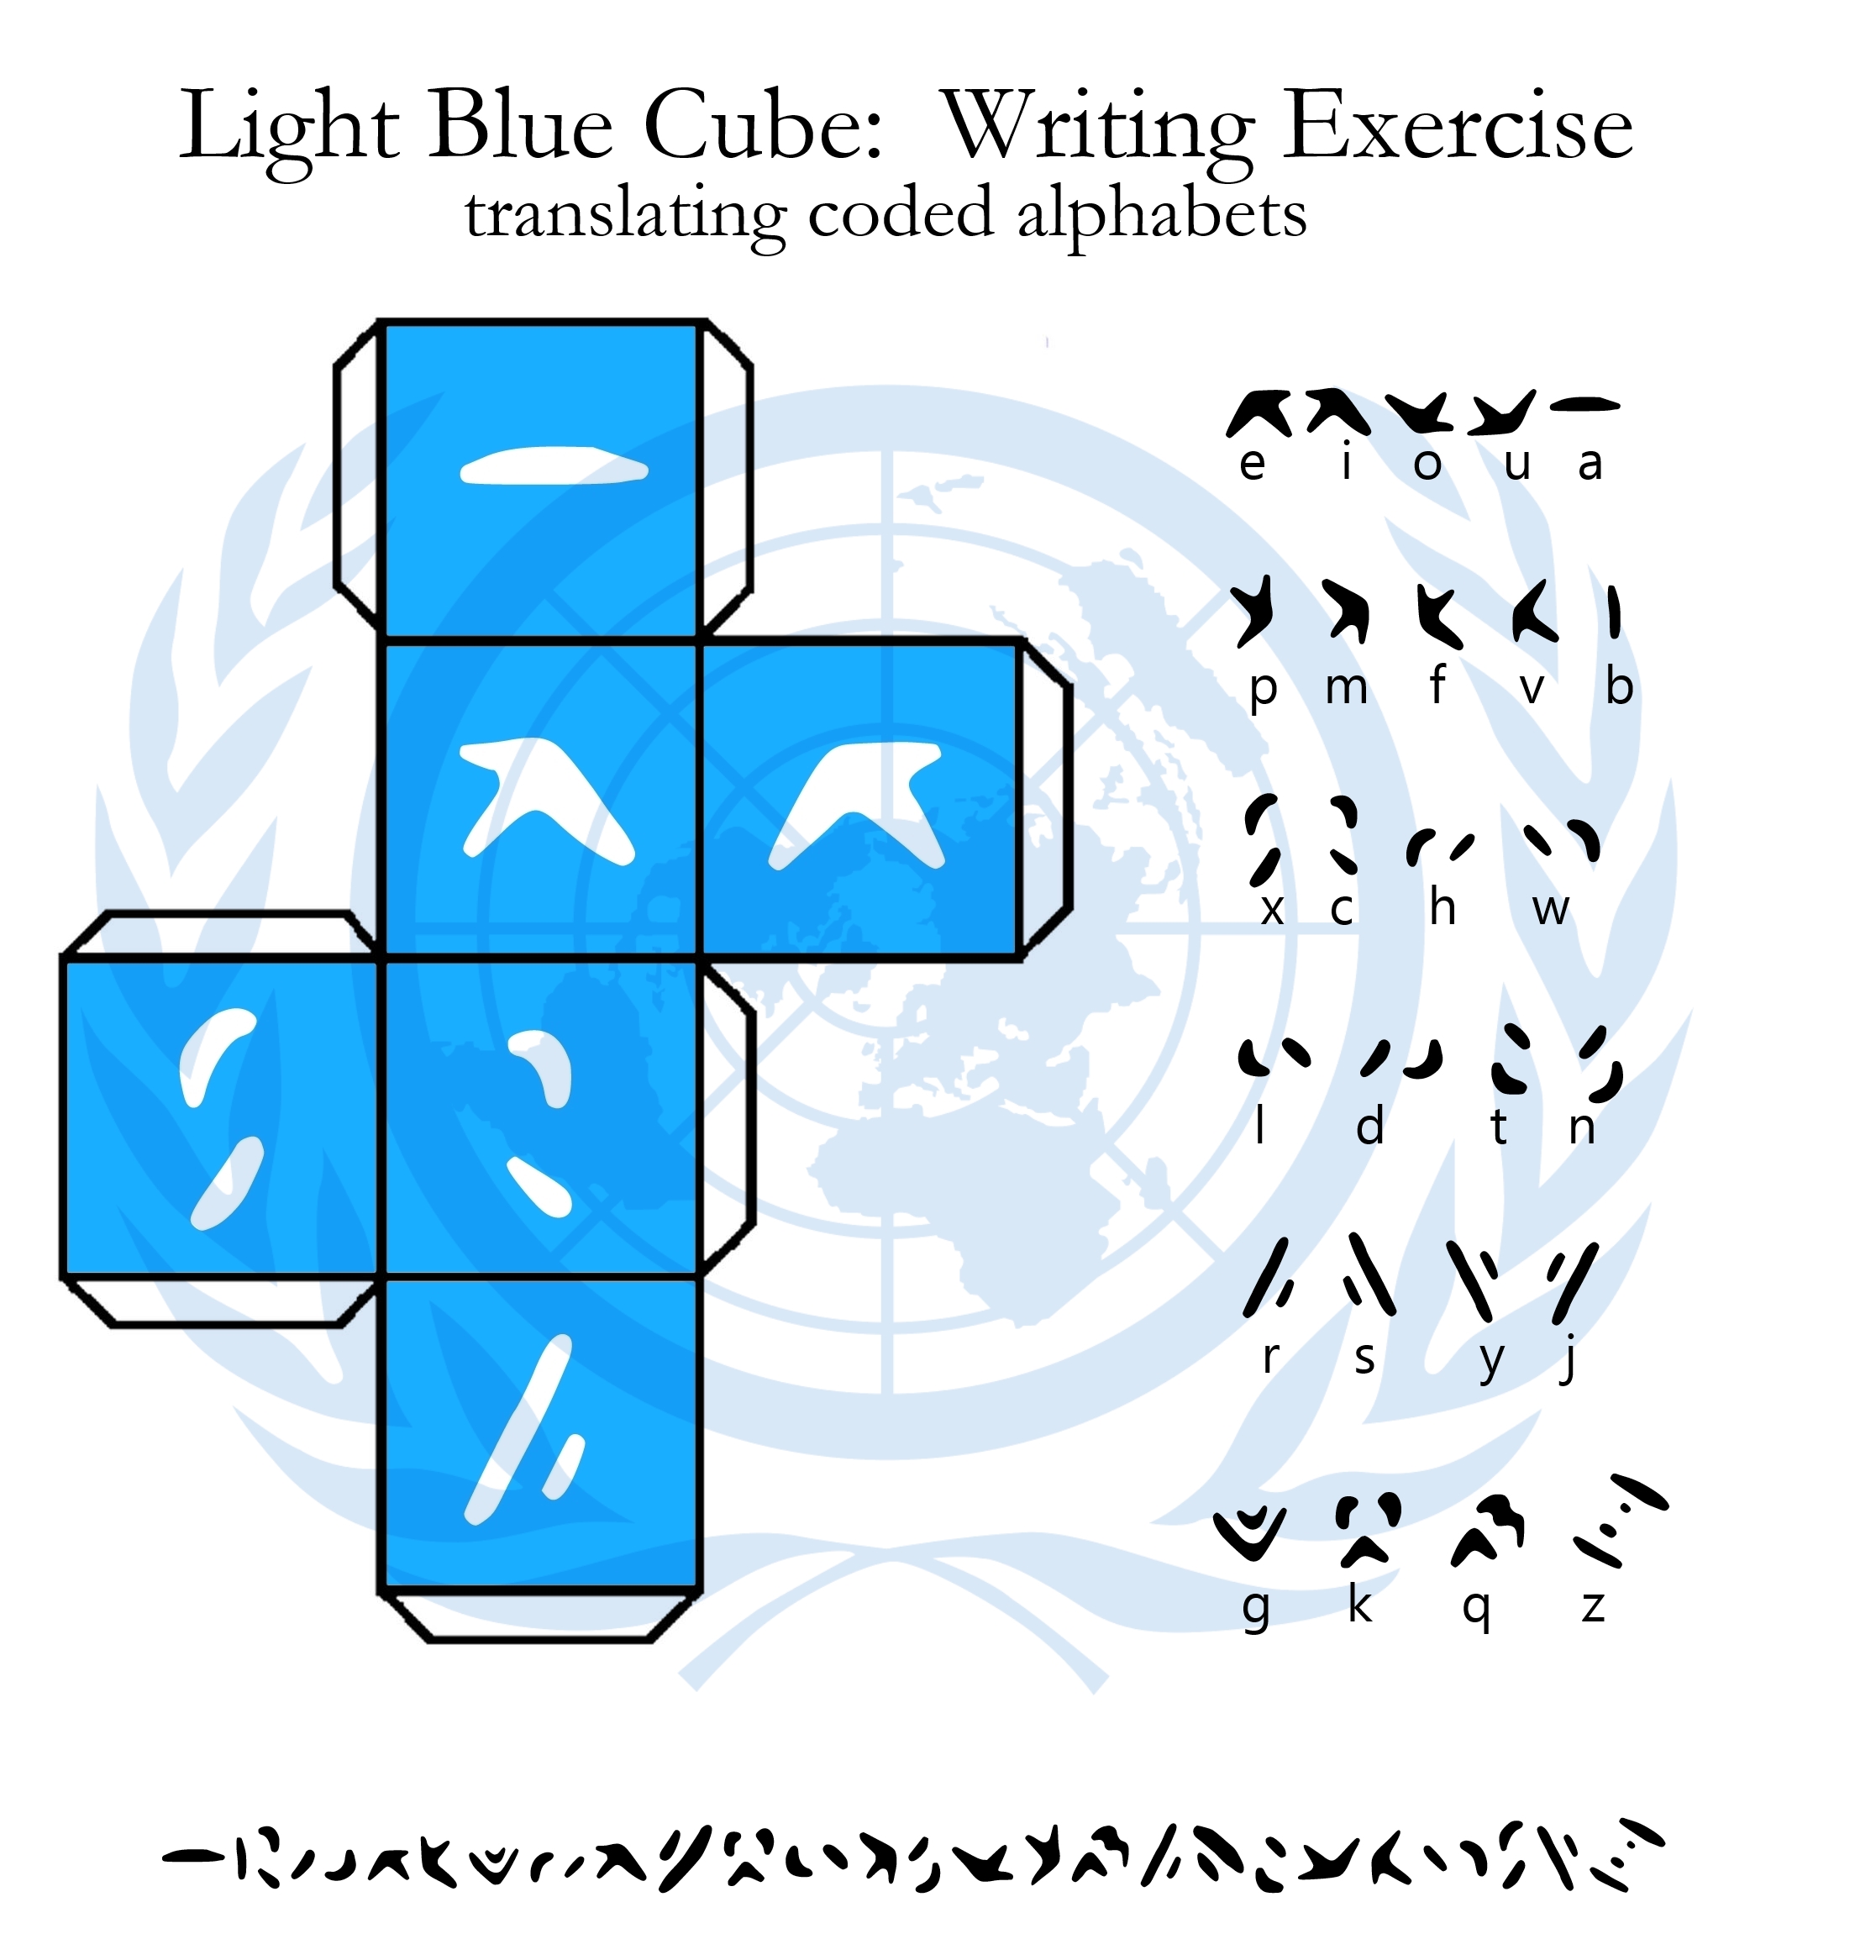 Light Blue Cube: Writing Exercise
translating coded alphabets
e i o u a
p m f v b
x c h w
l d t n
r s y j
g k q z